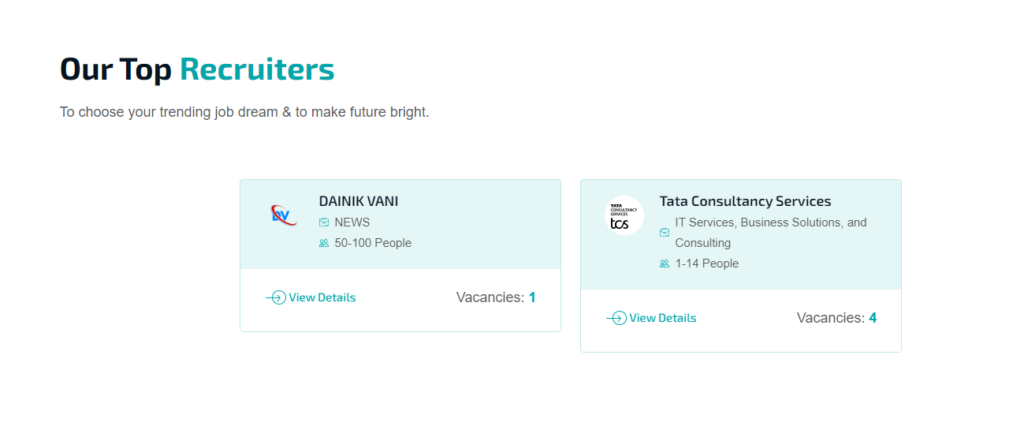 Our Top Recruiters
To choose your trending job dream & to make future bright.
DV
DAINIK VANI
NEWS
50-100 People
View Details
Vacancies: 1
TATA
CONSULTANCY
SERVICES
tcs
Tata Consultancy Services
IT Services, Business Solutions, and
Consulting
1-14 People
View Details
Vacancies: 4